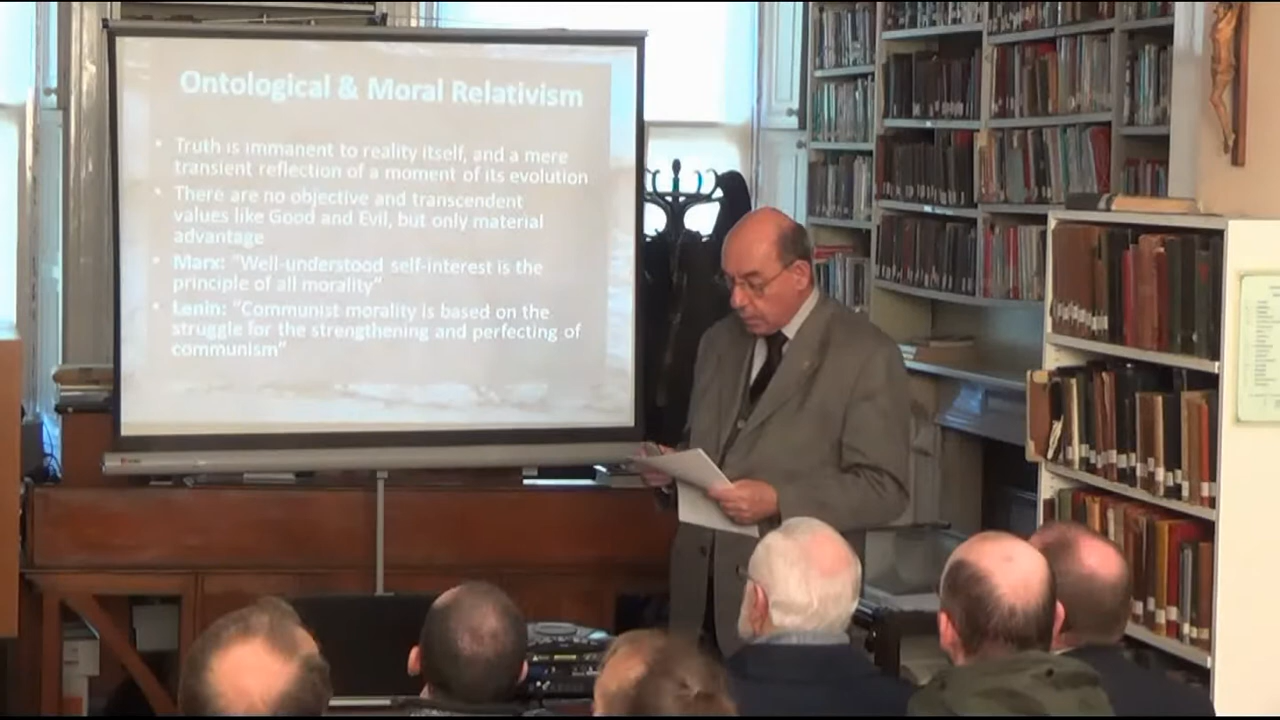 Ontological & Moral Relativism
• Truth is immanent to reality itself, and a mere
transient reflection of a moment of its evolution
• There are no objective and transcendent
values like Good and Evil, but only material
advantage
• Marx: "Well-understood self-interest is the
principle of all morality"
• Lenin: "Communist morality is based on the
struggle for the strengthening and perfecting of
communism"